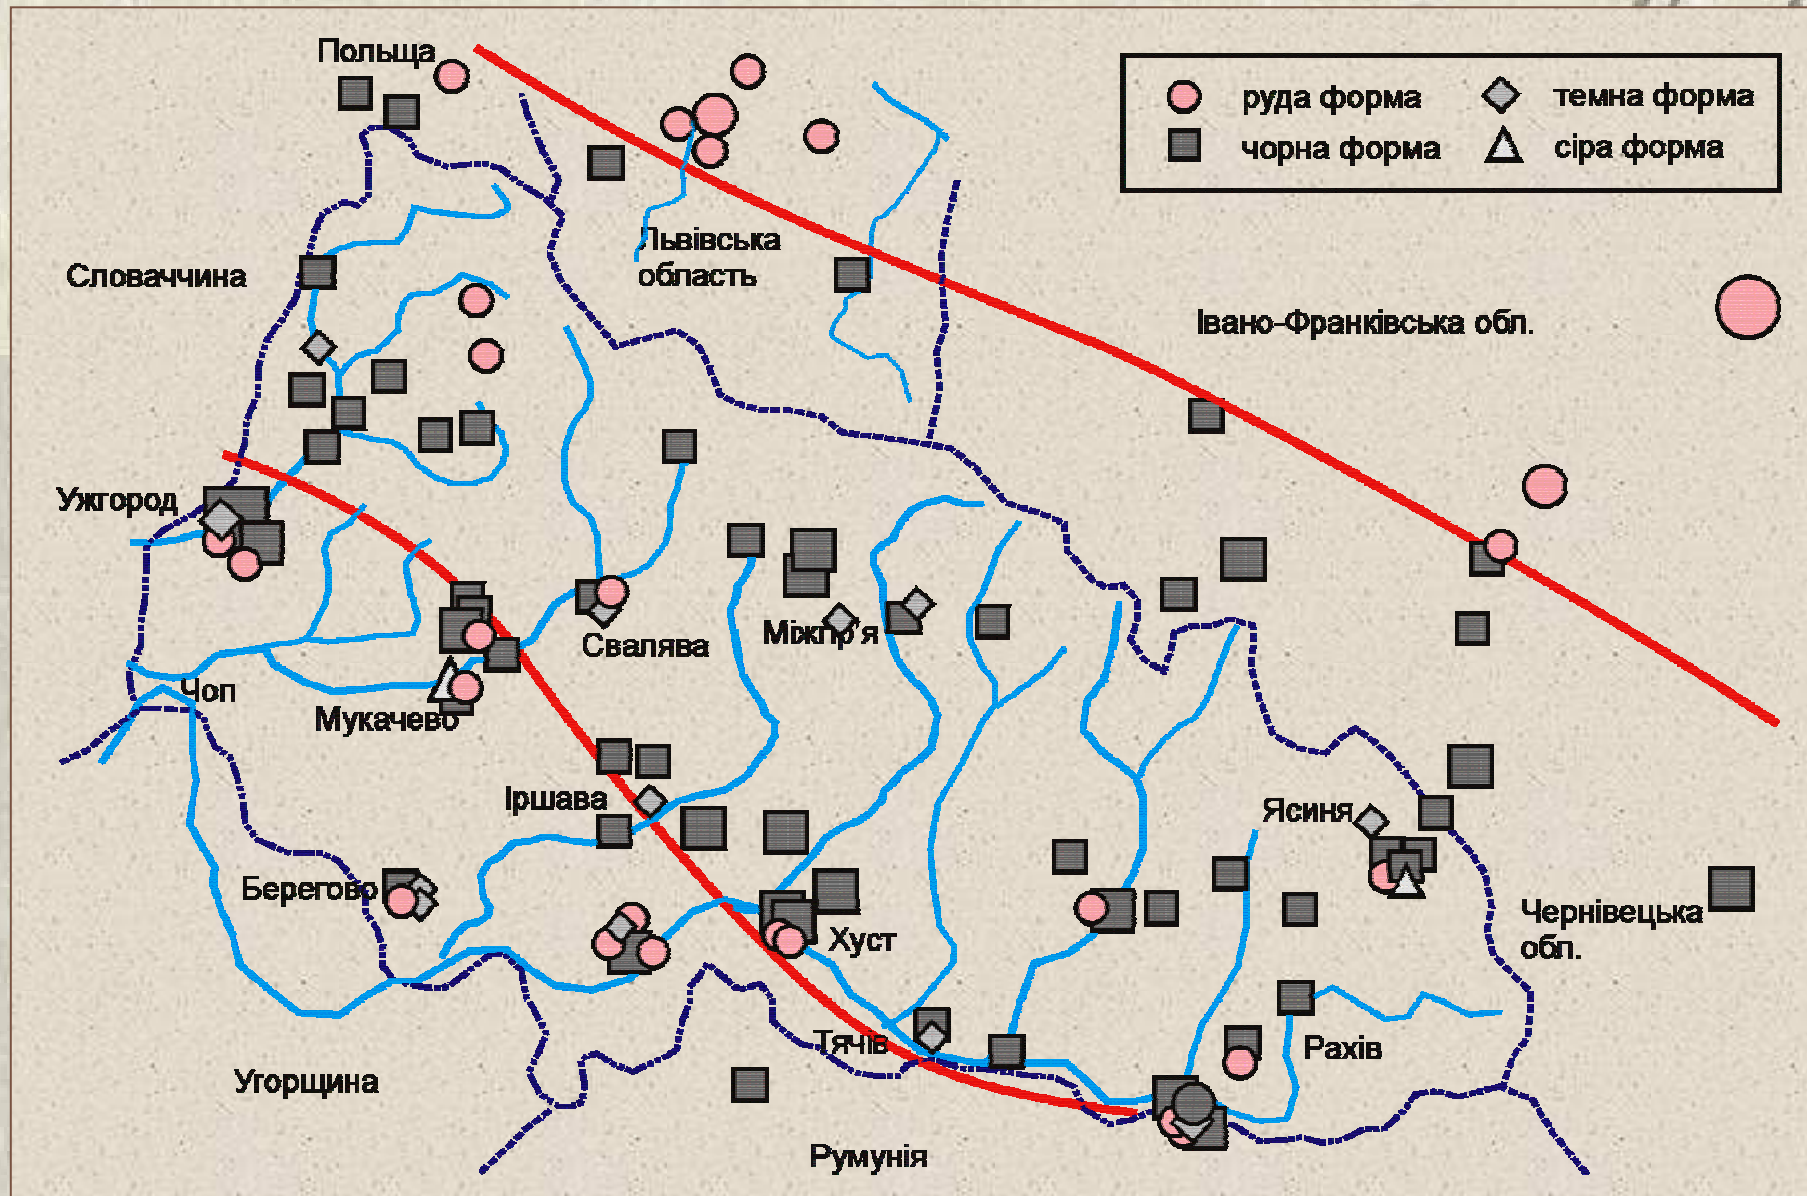 Польща
руда форма
темна форма
чорна форма
сіра форма
Львівська
область
Словаччина
Івано-Франківська обл.
Ужгород
Свалява
Міжгір'я
Чоп
Мукачево
Іршава
Ясиня
Берегово
Хуст
Чернівецька
обл.
Тячів
Рахів
Угорщина
Румунія